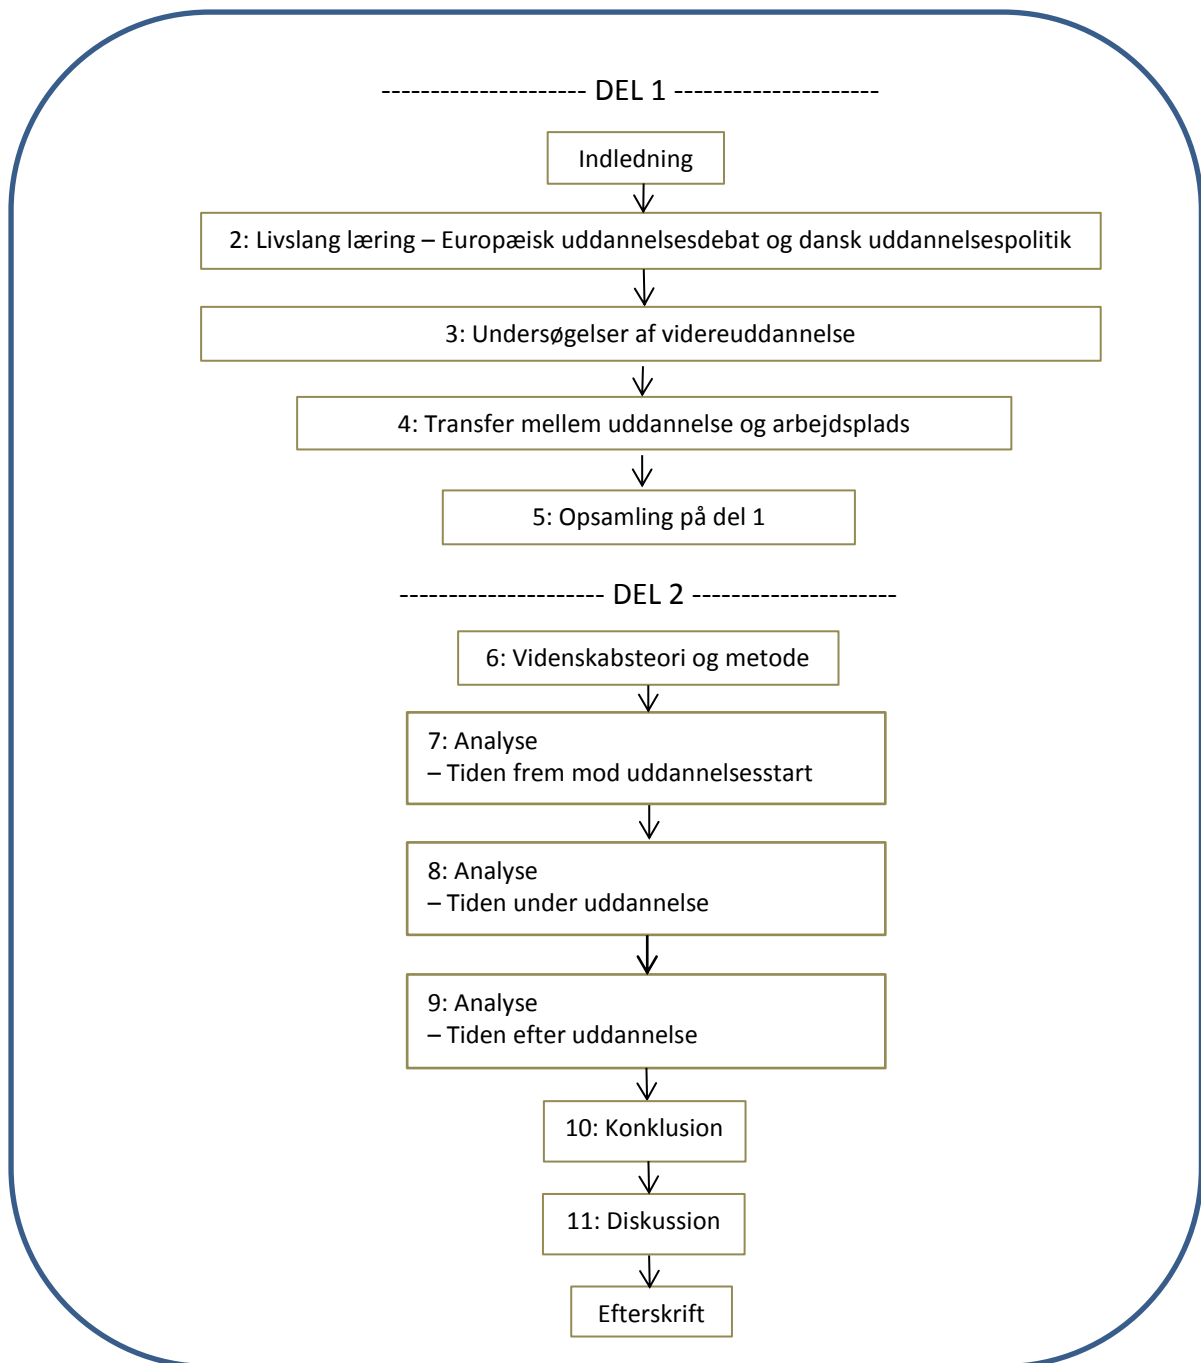 --------------------- DEL 1 ---------------------
Indledning
2: Livslang læring – Europæisk uddannelsesdebat og dansk uddannelsespolitik
3: Undersøgelser af videreuddannelse
4: Transfer mellem uddannelse og arbejdsplads
5: Opsamling på del 1
--------------------- DEL 2 ---------------------
6: Videnskabsteori og metode
7: Analyse
– Tiden frem mod uddannelsesstart
8: Analyse
– Tiden under uddannelse
9: Analyse
– Tiden efter uddannelse
10: Konklusion
11: Diskussion
Efterskrift